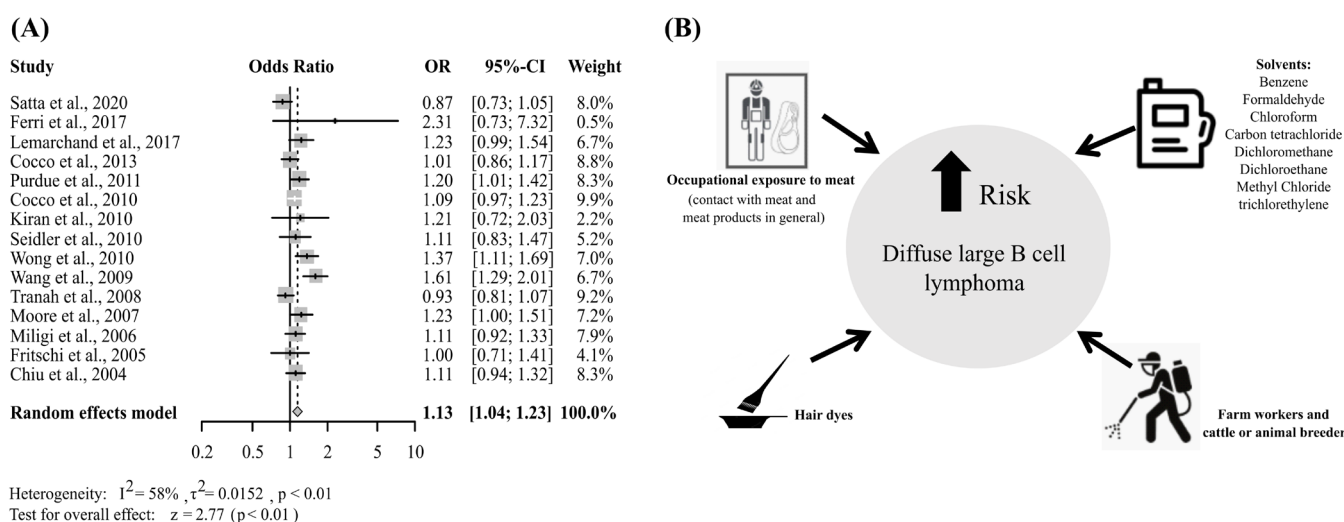 (A)
Study Odds Ratio OR 95%-CI Weight
Satta et al., 2020 0.87 [0.73; 1.05] 8.0%
Ferri et al., 2017 2.31 [0.73; 7.32] 0.5%
Lemarchand et al., 2017 1.23 [0.99; 1.54] 6.7%
Cocco et al., 2013 1.01 [0.86; 1.17] 8.8%
Purdue et al., 2011 1.20 [1.01; 1.42] 8.3%
Cocco et al., 2010 1.09 [0.97; 1.23] 9.9%
Kiran et al., 2010 1.21 [0.72; 2.03] 2.2%
Seidler et al., 2010 1.11 [0.83; 1.47] 5.2%
Wong et al., 2010 1.37 [1.11; 1.69] 7.0%
Wang et al., 2009 1.61 [1.29; 2.01] 6.7%
Tranah et al., 2008 0.93 [0.81; 1.07] 9.2%
Moore et al., 2007 1.23 [1.00; 1.51] 7.2%
Miligi et al., 2006 1.11 [0.92; 1.33] 7.9%
Fritschi et al., 2005 1.00 [0.71; 1.41] 4.1%
Chiu et al., 2004 1.11 [0.94; 1.32] 8.3%
Random effects model 1.13 [1.04; 1.23] 100.0%
0.2 0.5 1 2 5 10
Heterogeneity: I² = 58% , τ² = 0.0152 , p < 0.01
Test for overall effect: z = 2.77 (p < 0.01 )
(B)
Occupational exposure to meat
(contact with meat and
meat products in general)
Solvents:
Benzene
Formaldehyde
Chloroform
Carbon tetrachloride
Dichloromethane
Dichloroethane
Methyl Chloride
trichlorethylene
Risk
Diffuse large B cell
lymphoma
Hair dyes
Farm workers and
cattle or animal breeder